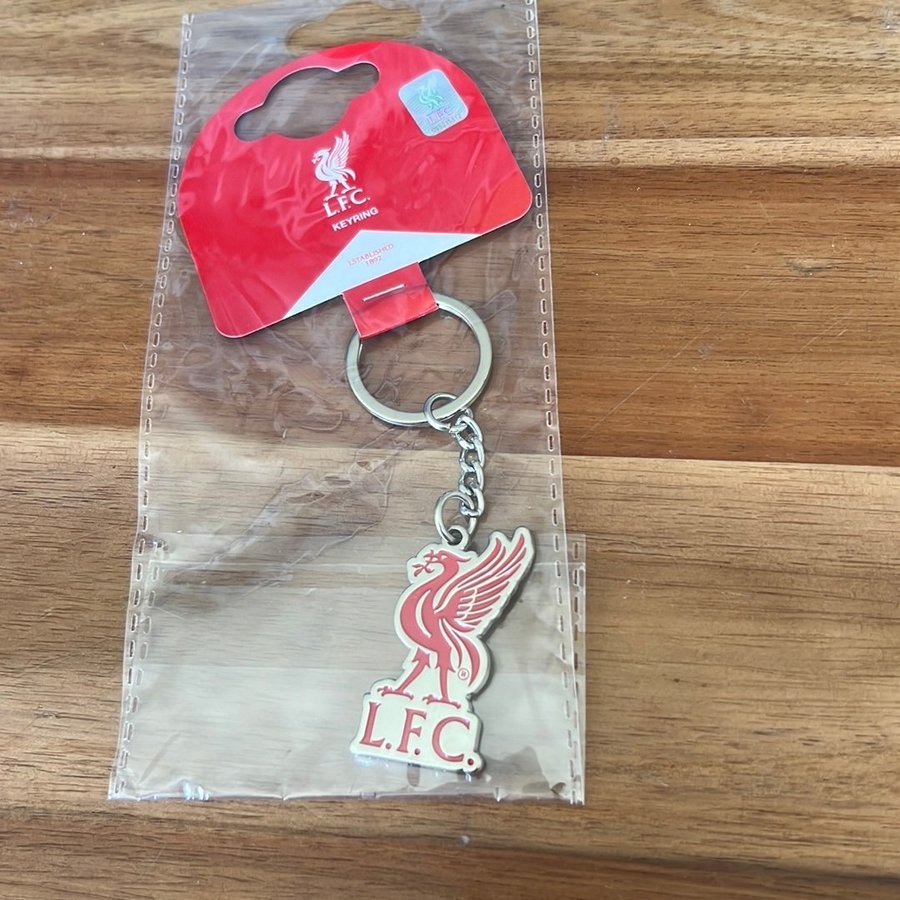 L.F.C.
L.F.C.
KEYRING
ESTABLISHED
1892
®
L.F.C.